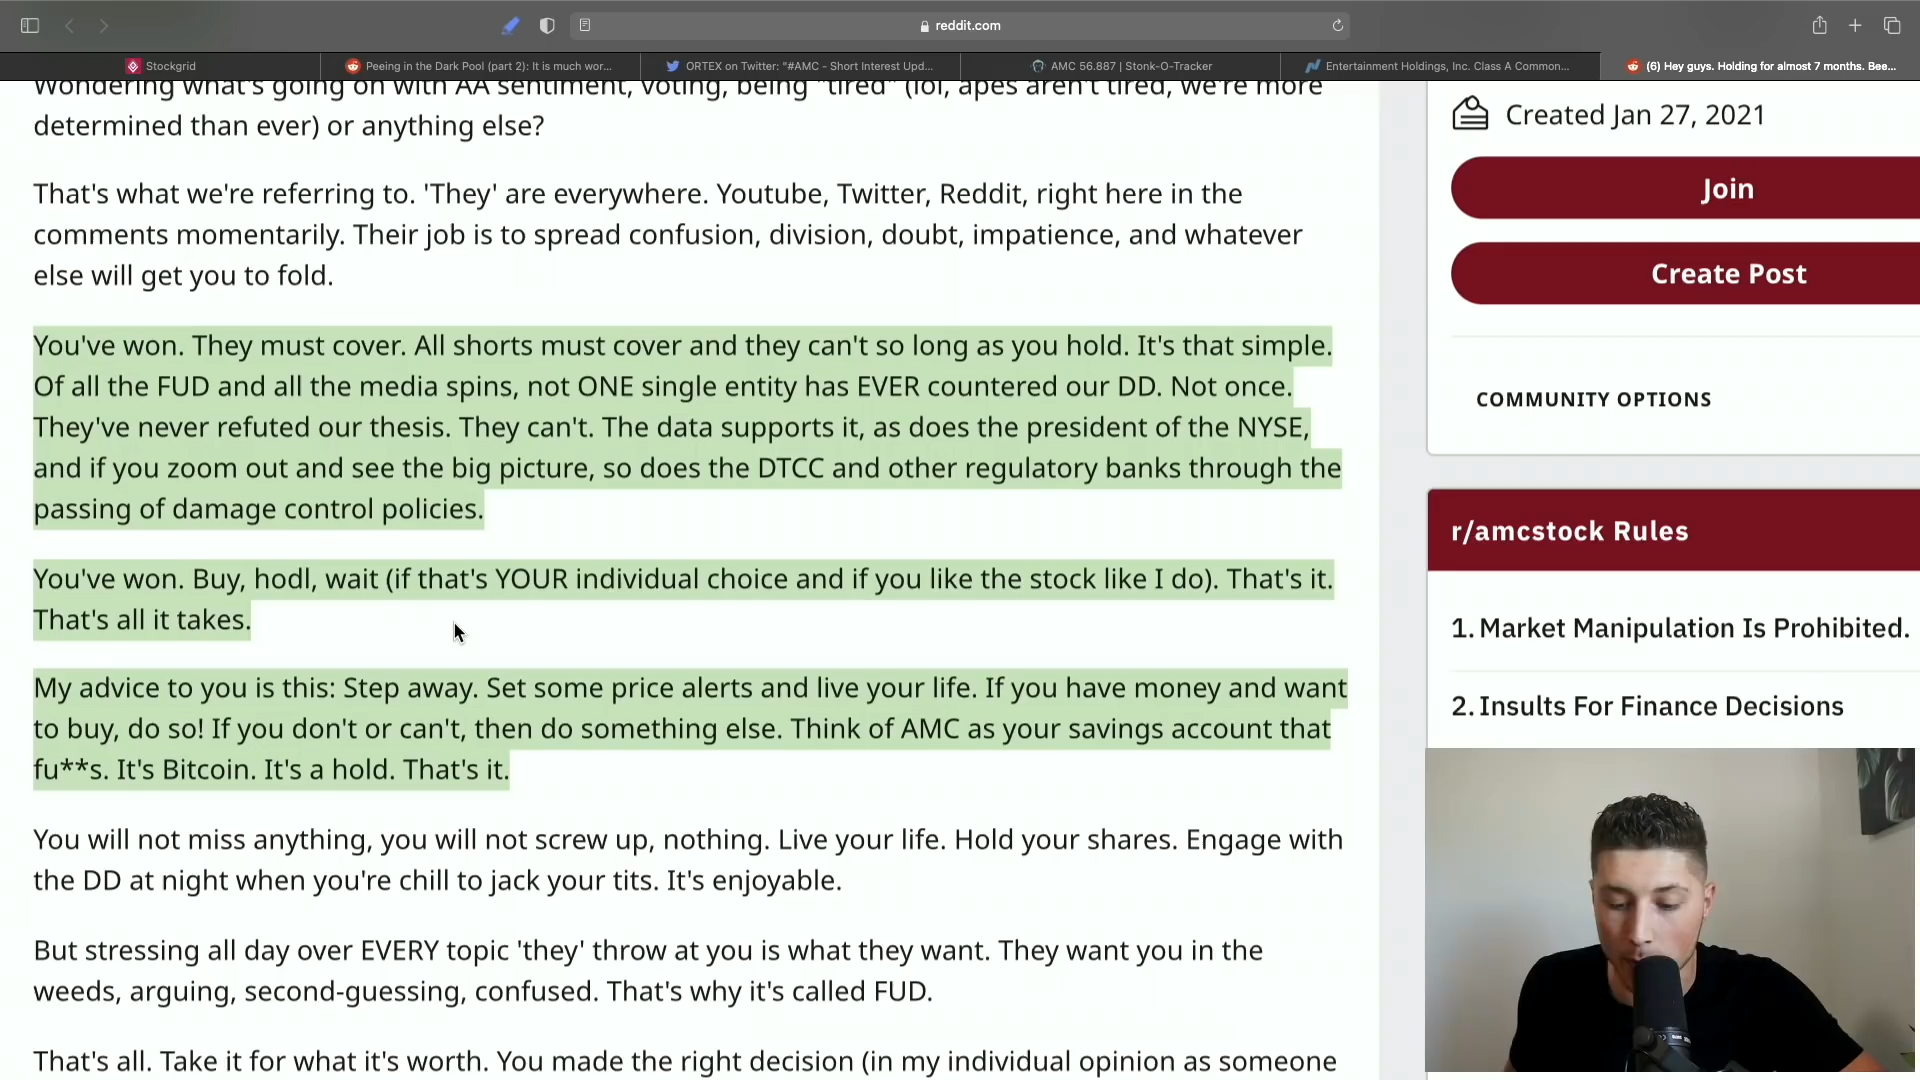 reddit.com
Stockgrid
Peeing in the Dark Pool (part 2): It is much wor...
ORTEX on Twitter: "#AMC - Short Interest Upd...
AMC 56.887 | Stonk-O-Tracker
Entertainment Holdings, Inc. Class A Common...
(6) Hey guys. Holding for almost 7 months. Bee...
Wondering what's going on with AA sentiment, voting, being "tired" (lol, apes aren't tired, we're more
determined than ever) or anything else?
That's what we're referring to. 'They' are everywhere. Youtube, Twitter, Reddit, right here in the
comments momentarily. Their job is to spread confusion, division, doubt, impatience, and whatever
else will get you to fold.
You've won. They must cover. All shorts must cover and they can't so long as you hold. It's that simple.
Of all the FUD and all the media spins, not ONE single entity has EVER countered our DD. Not once.
They've never refuted our thesis. They can't. The data supports it, as does the president of the NYSE,
and if you zoom out and see the big picture, so does the DTCC and other regulatory banks through the
passing of damage control policies.
You've won. Buy, hodl, wait (if that's YOUR individual choice and if you like the stock like I do). That's it.
That's all it takes.
My advice to you is this: Step away. Set some price alerts and live your life. If you have money and want
to buy, do so! If you don't or can't, then do something else. Think of AMC as your savings account that
fu**s. It's Bitcoin. It's a hold. That's it.
You will not miss anything, you will not screw up, nothing. Live your life. Hold your shares. Engage with
the DD at night when you're chill to jack your tits. It's enjoyable.
But stressing all day over EVERY topic 'they' throw at you is what they want. They want you in the
weeds, arguing, second-guessing, confused. That's why it's called FUD.
That's all. Take it for what it's worth. You made the right decision (in my individual opinion as someone
Created Jan 27, 2021
Join
Create Post
COMMUNITY OPTIONS
r/amcstock Rules
1. Market Manipulation Is Prohibited.
2. Insults For Finance Decisions